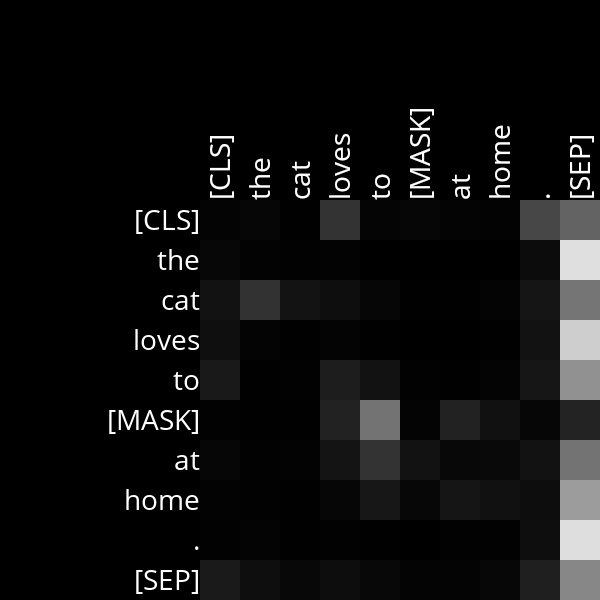 [CLS] the cat loves to [MASK] at home . [SEP]
[CLS]
the
cat
loves
to
[MASK]
at
home
.
[SEP]